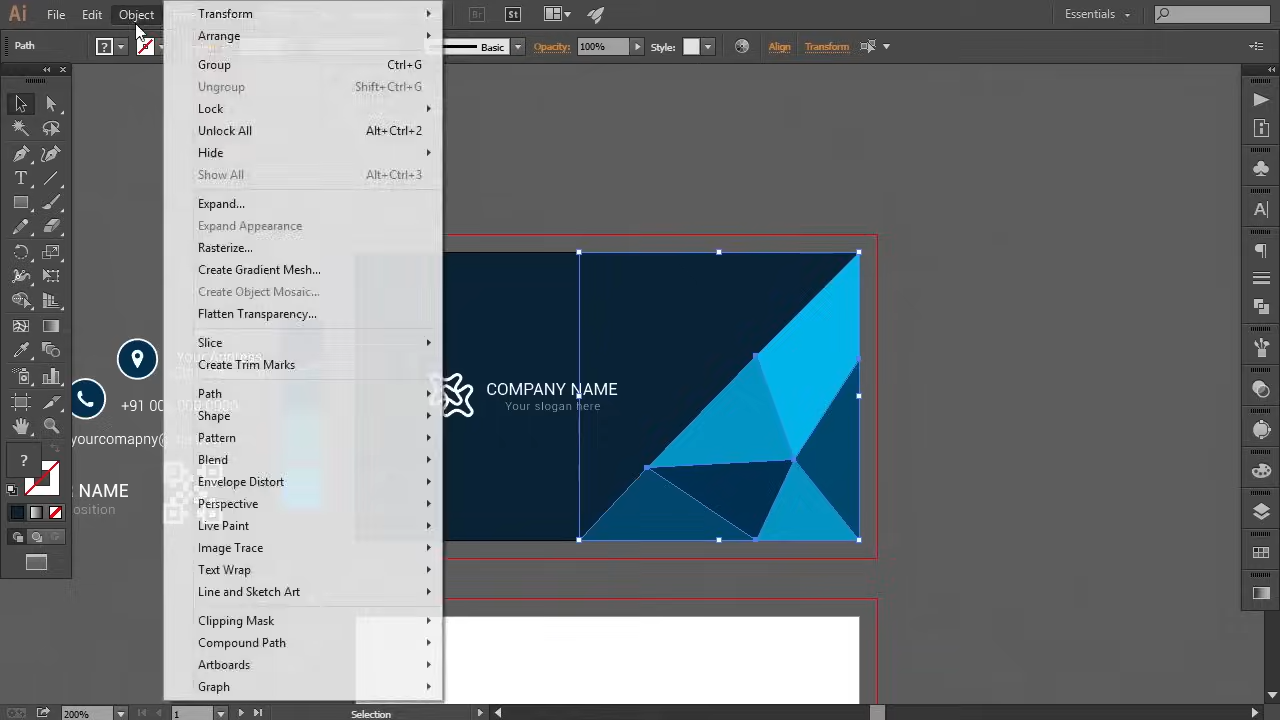 Ai File Edit Object Br St Essentials
Path ? Basic Opacity: 100% Style: Align Transform
Transform
Arrange
Group Ctrl+G
Ungroup Shift+Ctrl+G
Lock
Unlock All Alt+Ctrl+2
Hide
Show All Alt+Ctrl+3
Expand...
Expand Appearance
Rasterize...
Create Gradient Mesh...
Create Object Mosaic...
Flatten Transparency...
Slice
Create Trim Marks
Path
Shape
Pattern
Blend
Envelope Distort
Perspective
Live Paint
Image Trace
Text Wrap
Line and Sketch Art
Clipping Mask
Compound Path
Artboards
Graph
Your Address
+91 00
yourcomapny@
NAME
osition
COMPANY NAME
Your slogan here
?
200% 1 Selection